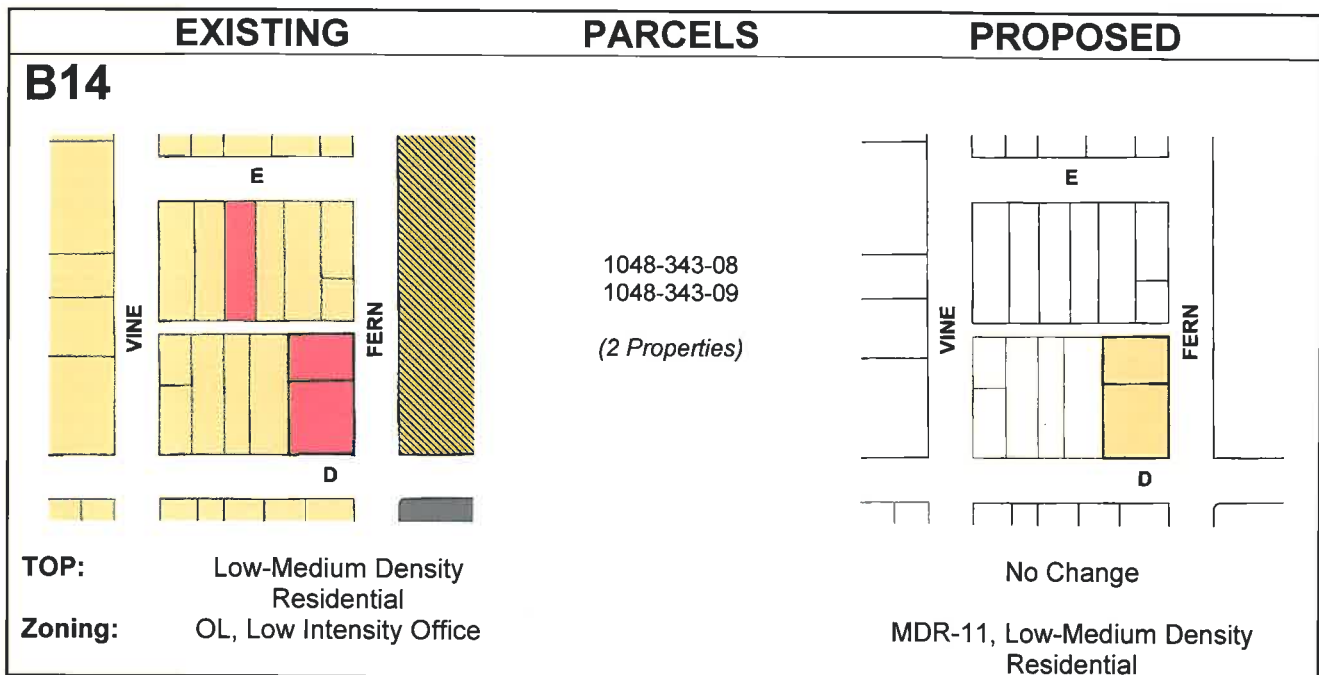 EXISTING PARCELS PROPOSED
B14
E
VINE
FERN
D
1048-343-08
1048-343-09
(2 Properties)
E
VINE
FERN
D
TOP: Low-Medium Density
Residential
No Change
Zoning: OL, Low Intensity Office
MDR-11, Low-Medium Density
Residential